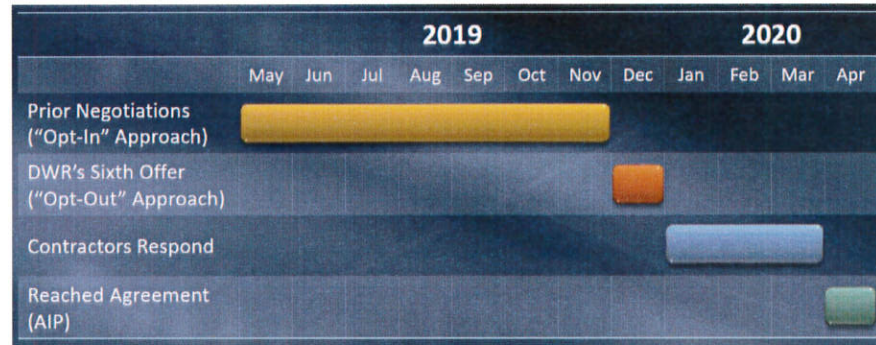 2019 2020
May Jun Jul Aug Sep Oct Nov Dec Jan Feb Mar Apr
Prior Negotiations
("Opt-In" Approach)
DWR's Sixth Offer
("Opt-Out" Approach)
Contractors Respond
Reached Agreement
(AIP)